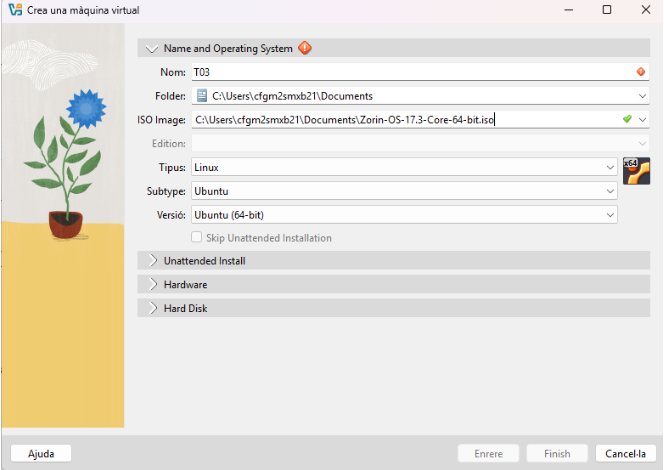 Crea una màquina virtual
Name and Operating System
Nom: T03
Folder: C:\Users\cfgm2smxb21\Documents
ISO Image: C:\Users\cfgm2smxb21\Documents\Zorin-OS-17.3-Core-64-bit.iso
Edition:
Tipus: Linux
x64
Subtype: Ubuntu
Versió: Ubuntu (64-bit)
Skip Unattended Installation
Unattended Install
Hardware
Hard Disk
Ajuda Enrere Finish Cancel·la